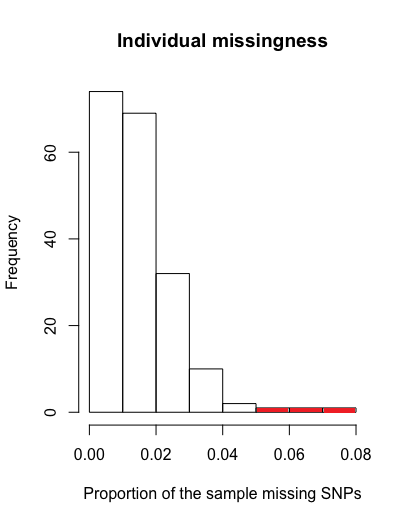 Individual missingness
Frequency
60
40
20
0
0.00 0.02 0.04 0.06 0.08
Proportion of the sample missing SNPs